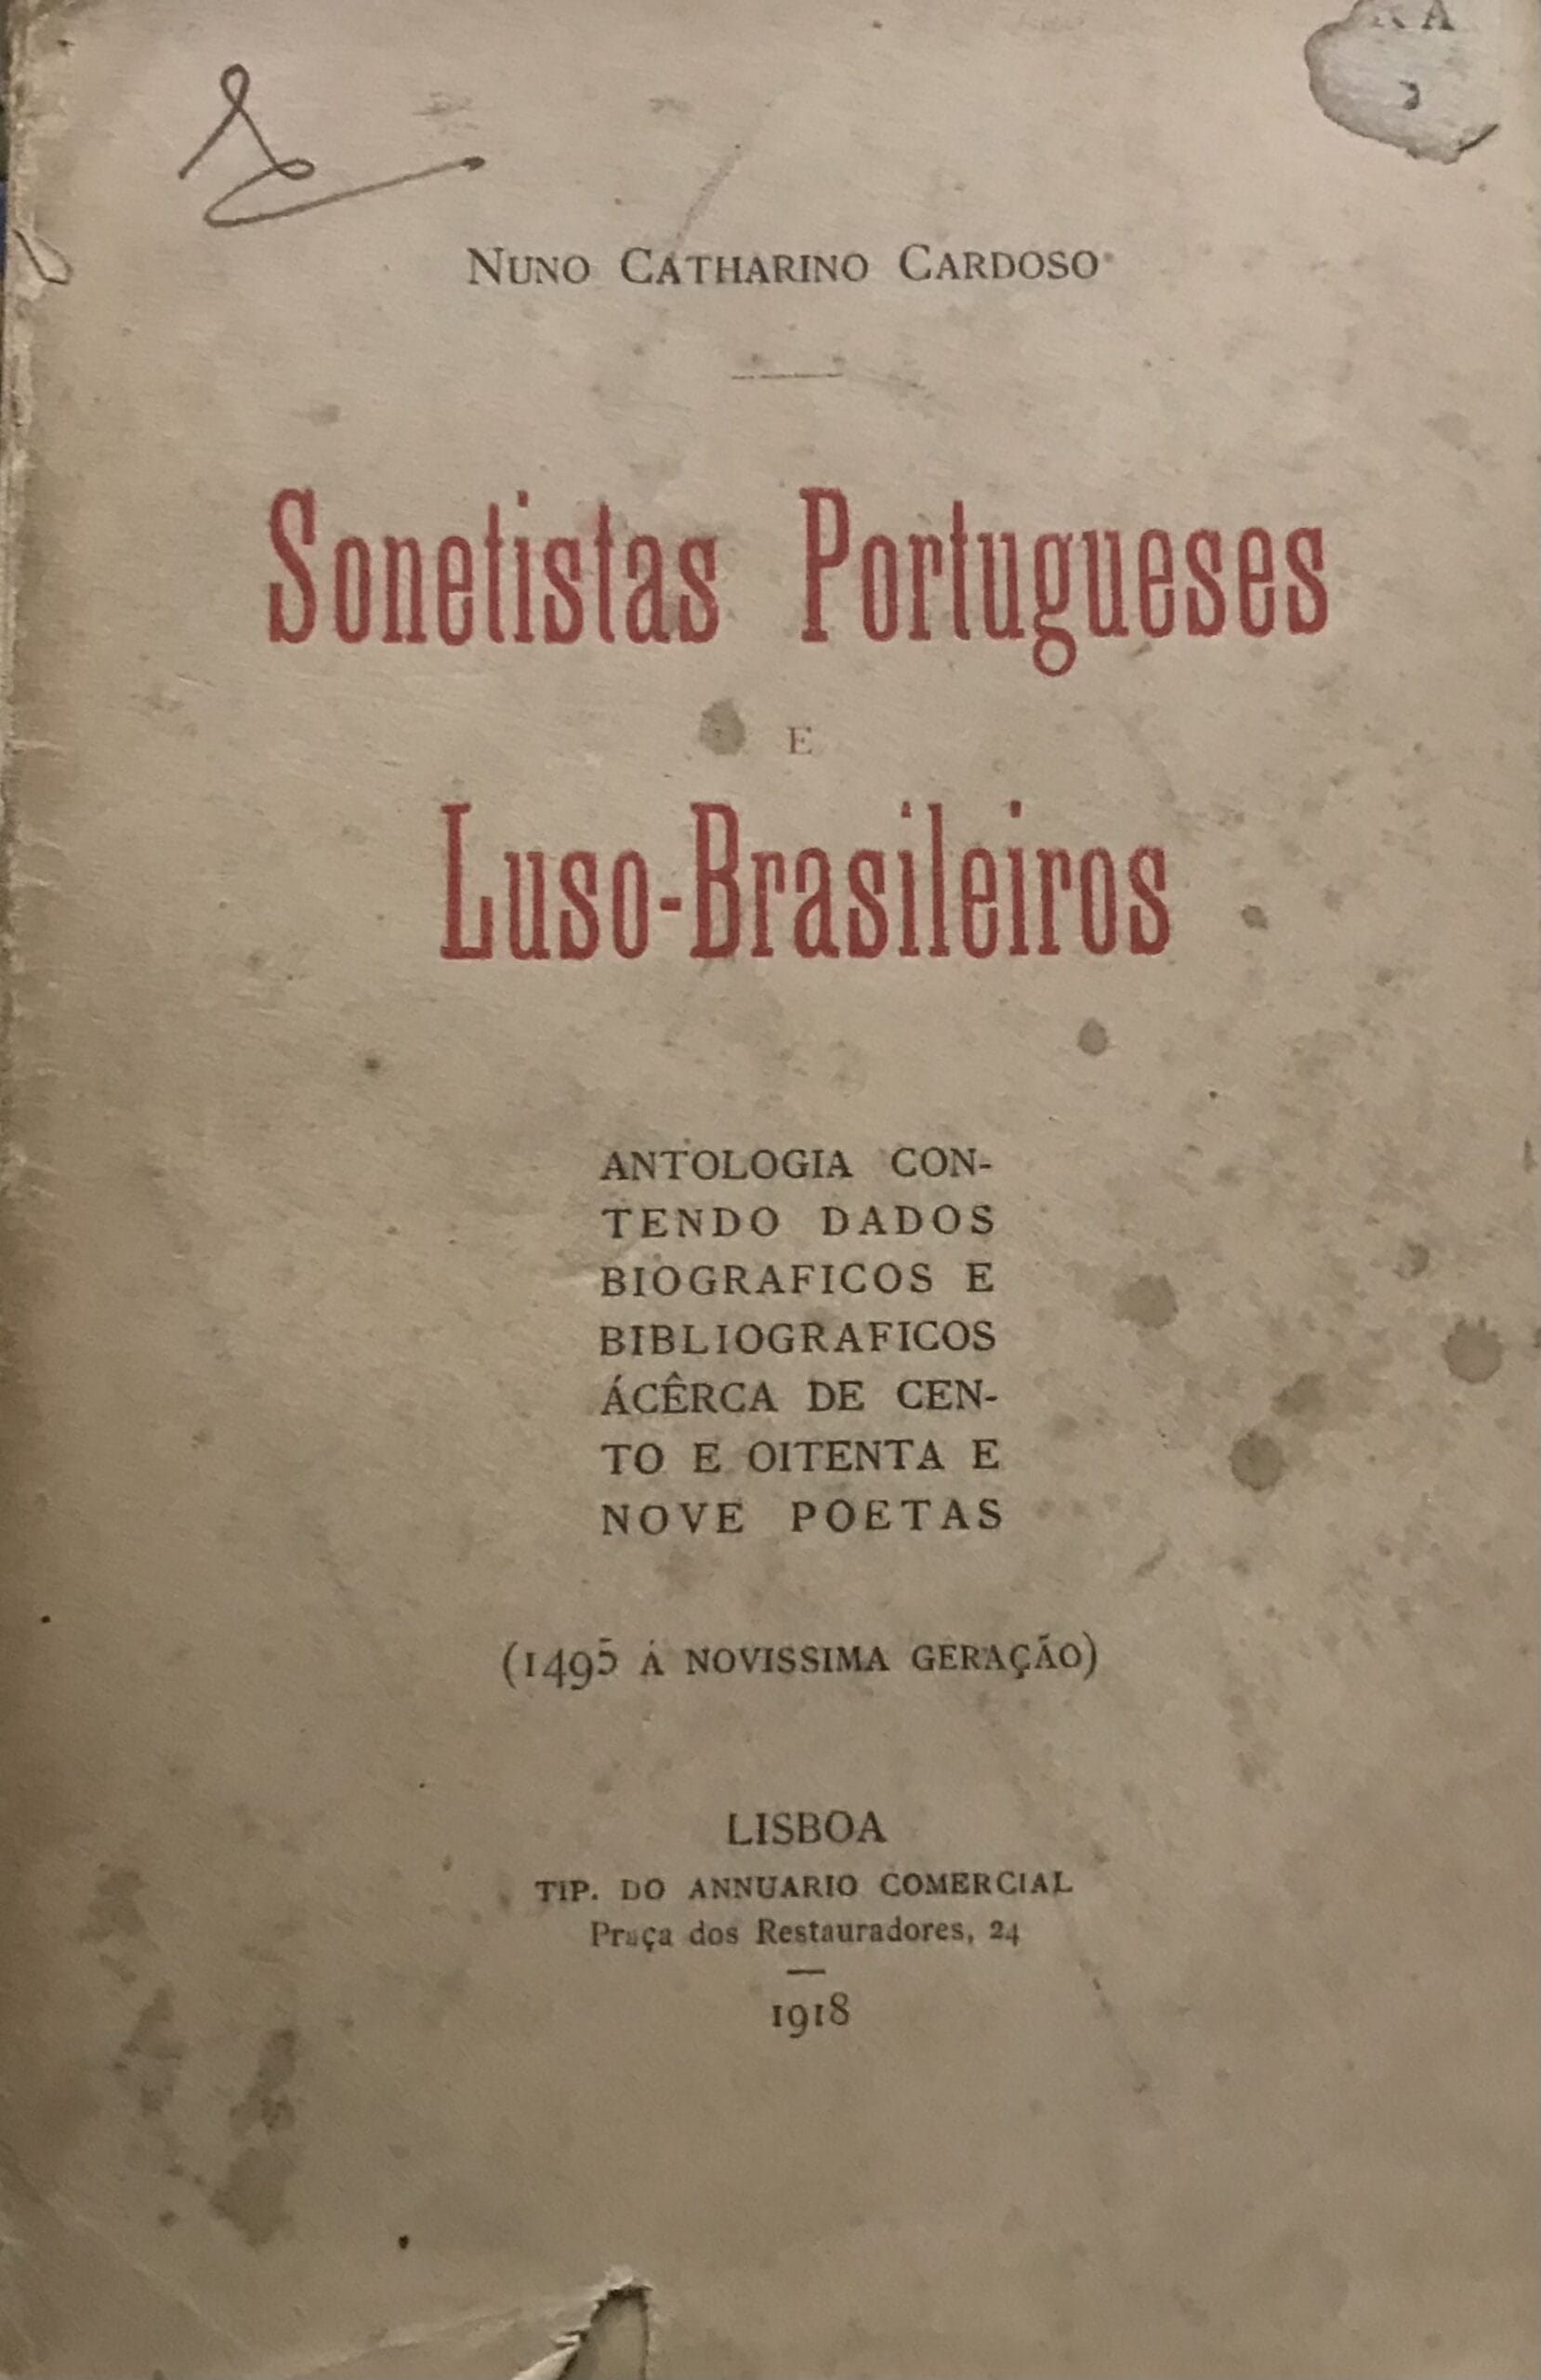 NUNO CATHARINO CARDOSO
Sonetistas Portugueses
E
Luso-Brasileiros
ANTOLOGIA CON-
TENDO DADOS
BIOGRAFICOS E
BIBLIOGRAFICOS
ÁCÊRCA DE CEN-
TO E OITENTA E
NOVE POETAS
(1495 Á NOVISSIMA GERAÇÃO)
LISBOA
TIP. DO ANNUARIO COMERCIAL
Praça dos Restauradores, 24
1918